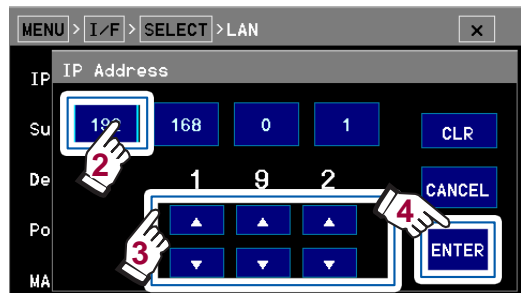 MENU > I/F > SELECT > LAN ×
IP Address
IP
192 168 0 1
Su
CLR
2
De
1 9 2
CANCEL
4
Po
3
ENTER
MA